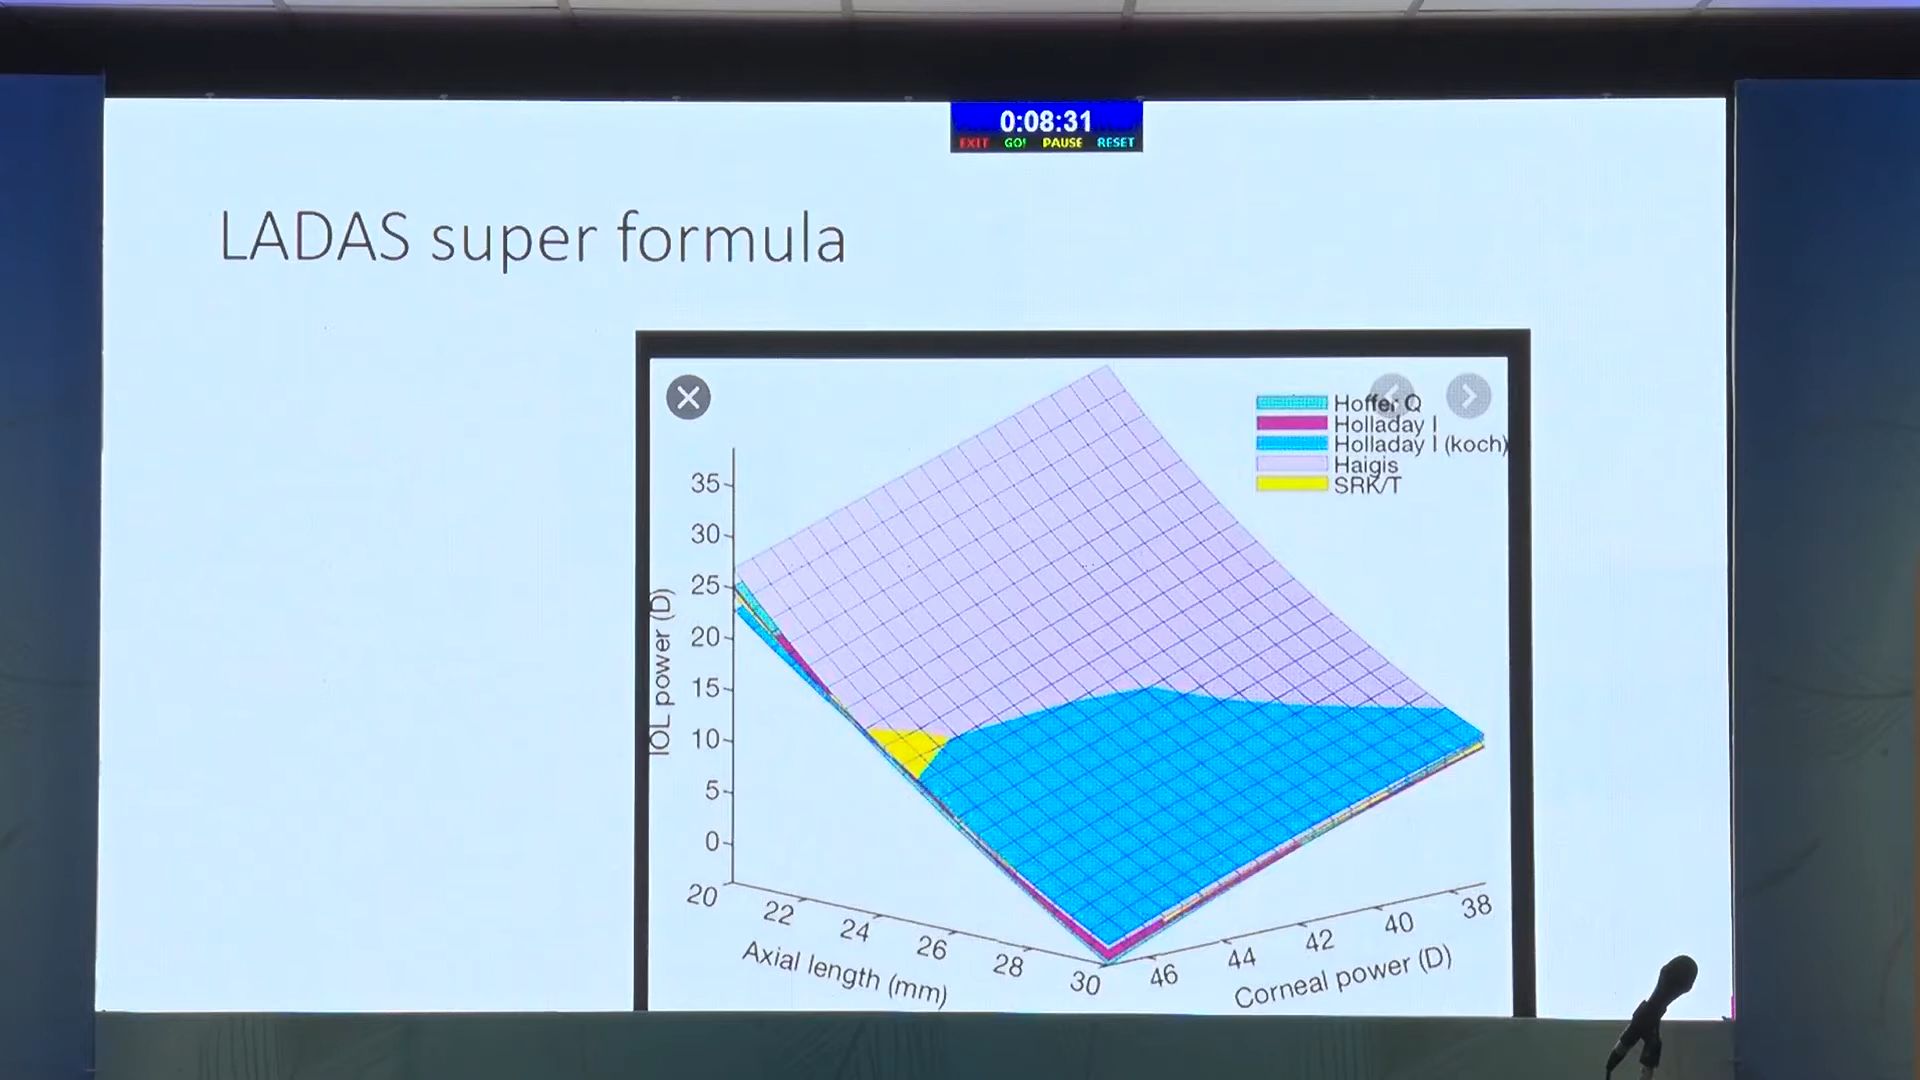 0:08:31
EXIT GO! PAUSE RESET
LADAS super formula
Hoffer Q
Holladay I
Holladay I (koch)
Haigis
SRK/T
35
30
25
20
15
10
5
0
IOL power (D)
20
22
24
26
28
30
Axial length (mm)
46
44
42
40
38
Corneal power (D)